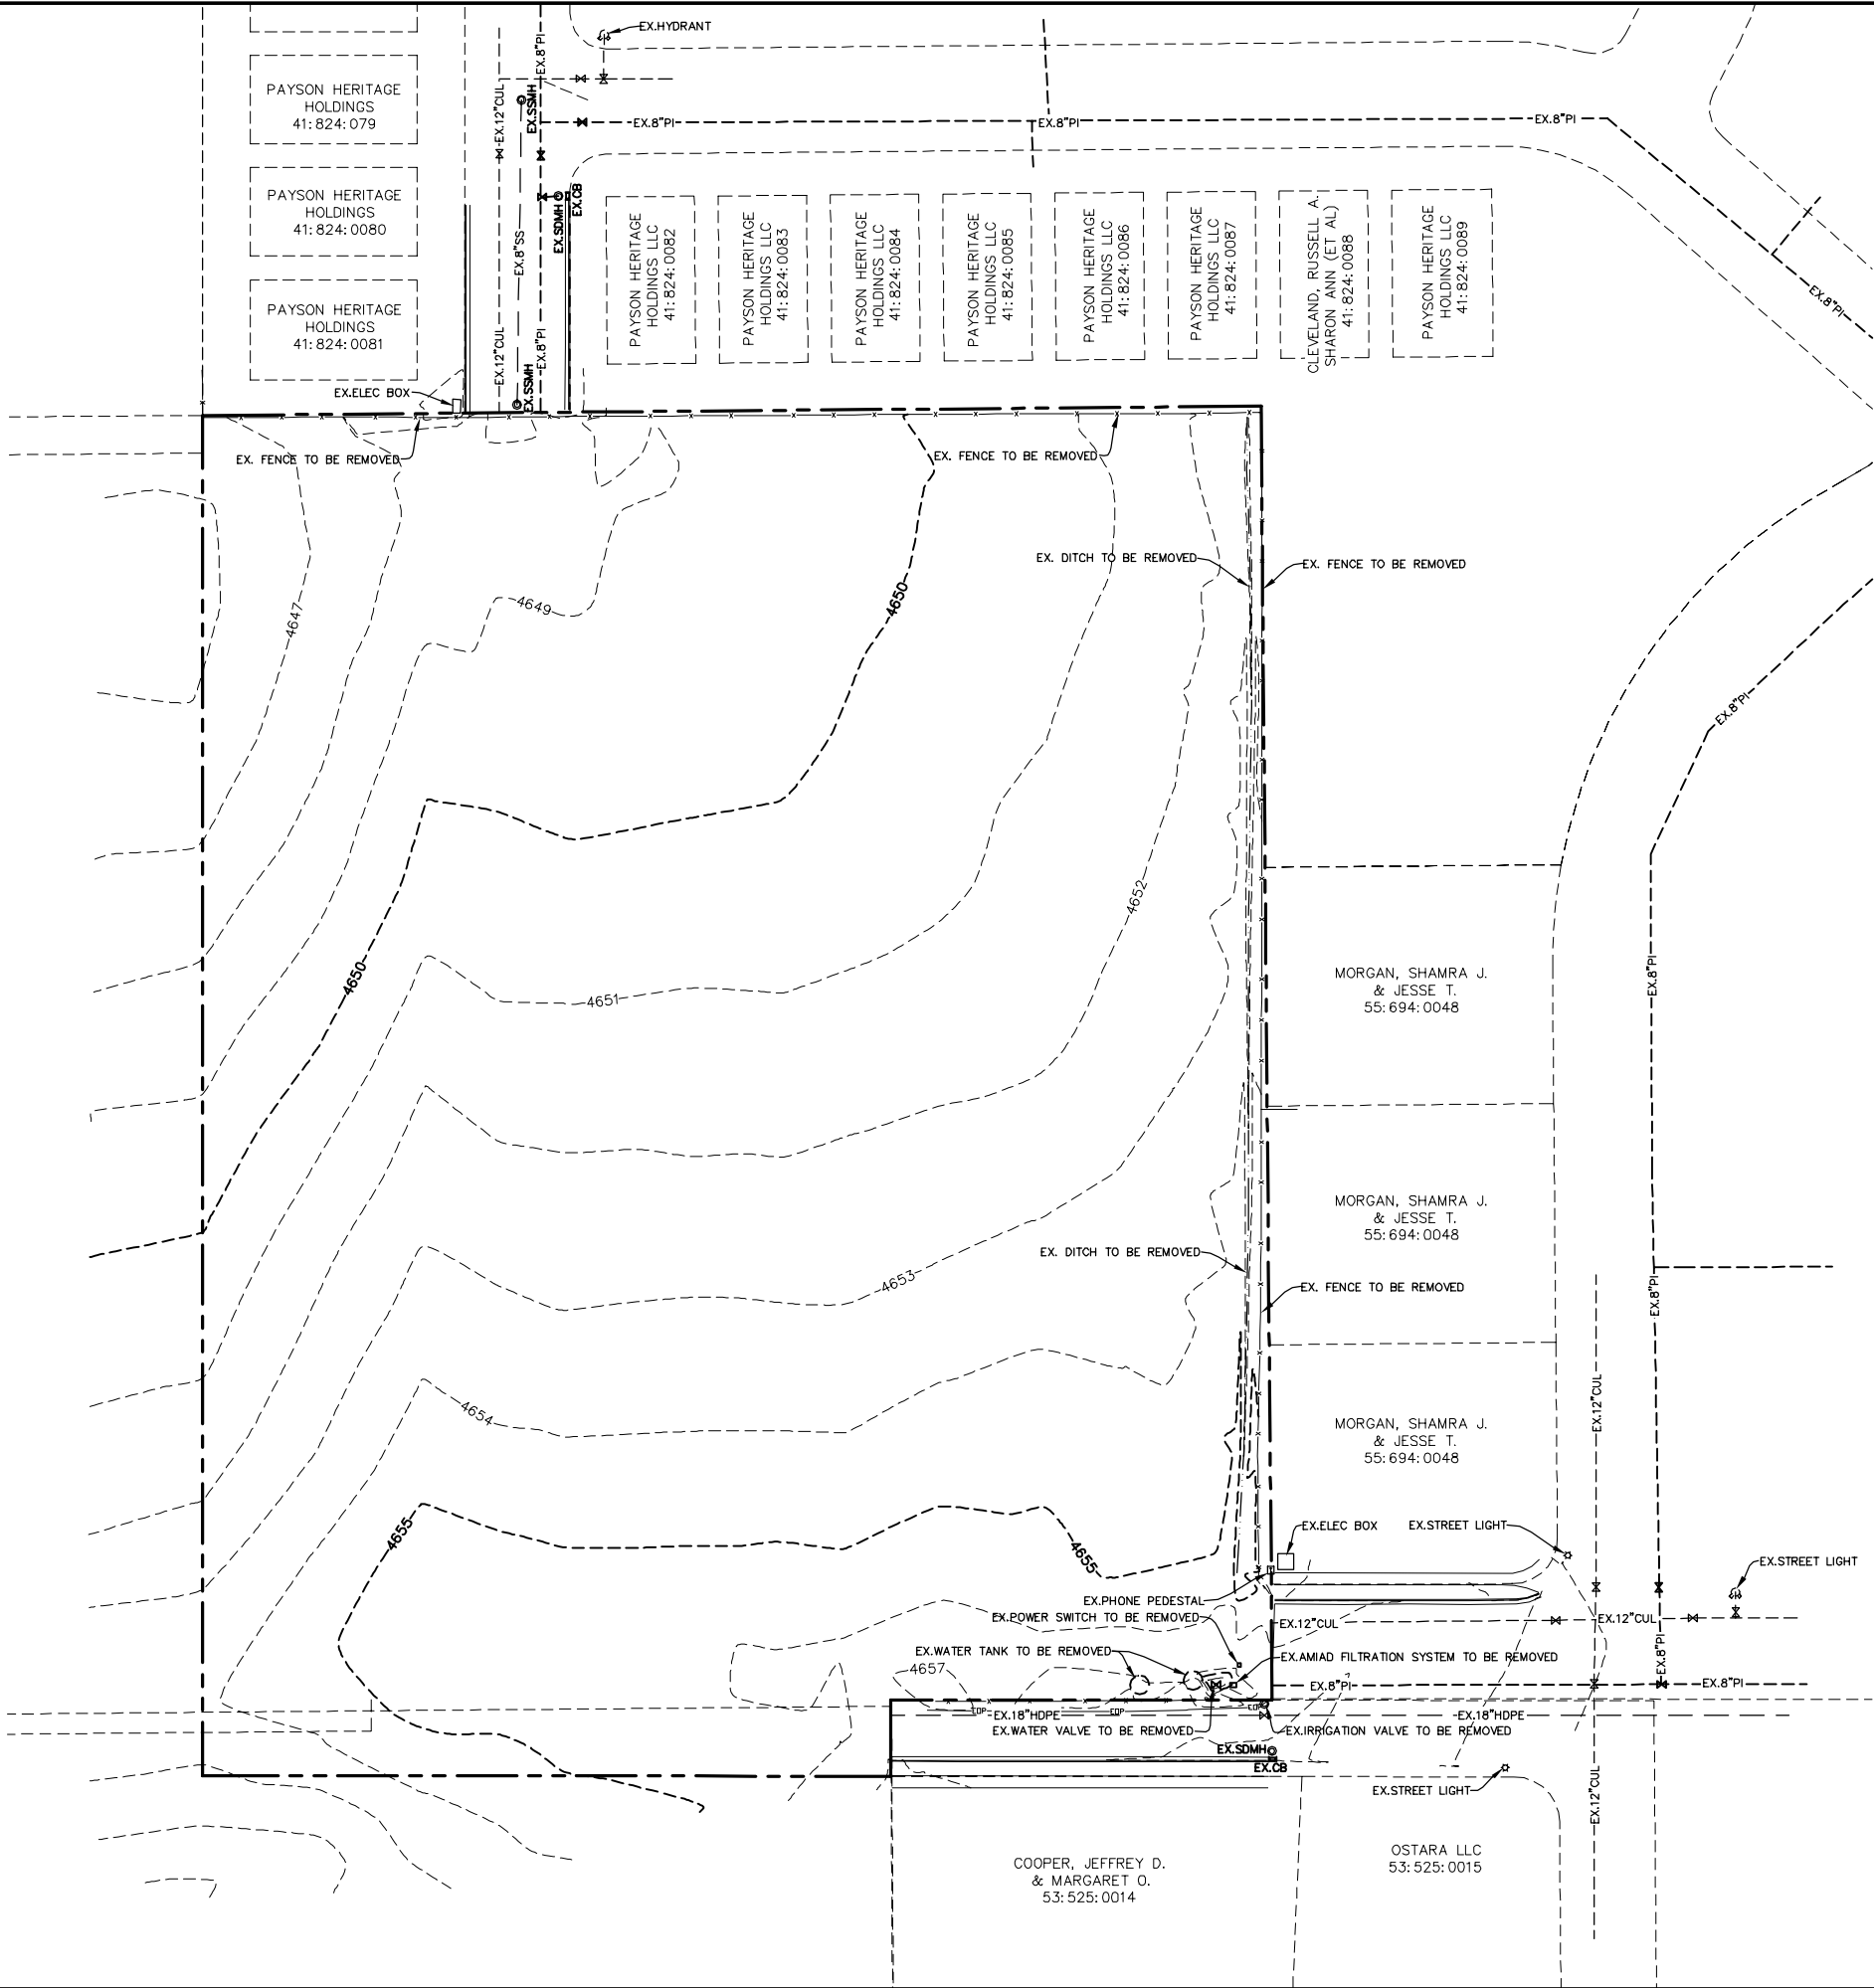 EX.HYDRANT
EX.8"PI
EX.12"CUL
EX.SSMH
PAYSON HERITAGE
HOLDINGS
41:824:079
EX.8"PI
EX.8"PI
EX.8"PI
PAYSON HERITAGE
HOLDINGS
41:824:0080
EX.SDMH
EX.CB
EX.8"SS
PAYSON HERITAGE
HOLDINGS LLC
41:824:0082
PAYSON HERITAGE
HOLDINGS LLC
41:824:0083
PAYSON HERITAGE
HOLDINGS LLC
41:824:0084
PAYSON HERITAGE
HOLDINGS LLC
41:824:0085
PAYSON HERITAGE
HOLDINGS LLC
41:824:0086
PAYSON HERITAGE
HOLDINGS LLC
41:824:0087
CLEVELAND, RUSSELL A.
SHARON ANN (ET AL)
41:824:0088
PAYSON HERITAGE
HOLDINGS LLC
41:824:0089
EX.8"PI
PAYSON HERITAGE
HOLDINGS
41:824:0081
EX.12"CUL
EX.8"PI
EX.SSMH
EX.ELEC BOX
EX. FENCE TO BE REMOVED
EX. FENCE TO BE REMOVED
EX. DITCH TO BE REMOVED
EX. FENCE TO BE REMOVED
4647
4649
4650
EX.8"PI
4652
4650
4651
MORGAN, SHAMRA J.
& JESSE T.
55:694:0048
EX.8"PI
MORGAN, SHAMRA J.
& JESSE T.
55:694:0048
EX. DITCH TO BE REMOVED
4653
EX. FENCE TO BE REMOVED
EX.8"PI
4654
EX.12"CUL
MORGAN, SHAMRA J.
& JESSE T.
55:694:0048
4655
4655
EX.ELEC BOX
EX.STREET LIGHT
EX.STREET LIGHT
EX.PHONE PEDESTAL
EX.POWER SWITCH TO BE REMOVED
EX.12"CUL
EX.12"CUL
EX.WATER TANK TO BE REMOVED
EX.AMIAD FILTRATION SYSTEM TO BE REMOVED
EX.8"PI
4657
EX.8"PI
EX.8"PI
EOP
EOP
EOP
EX.18"HDPE
EX.18"HDPE
EX.WATER VALVE TO BE REMOVED
EX.IRRIGATION VALVE TO BE REMOVED
EX.SDMH
EX.CB
EX.STREET LIGHT
EX.12"CUL
COOPER, JEFFREY D.
& MARGARET O.
53:525:0014
OSTARA LLC
53:525:0015